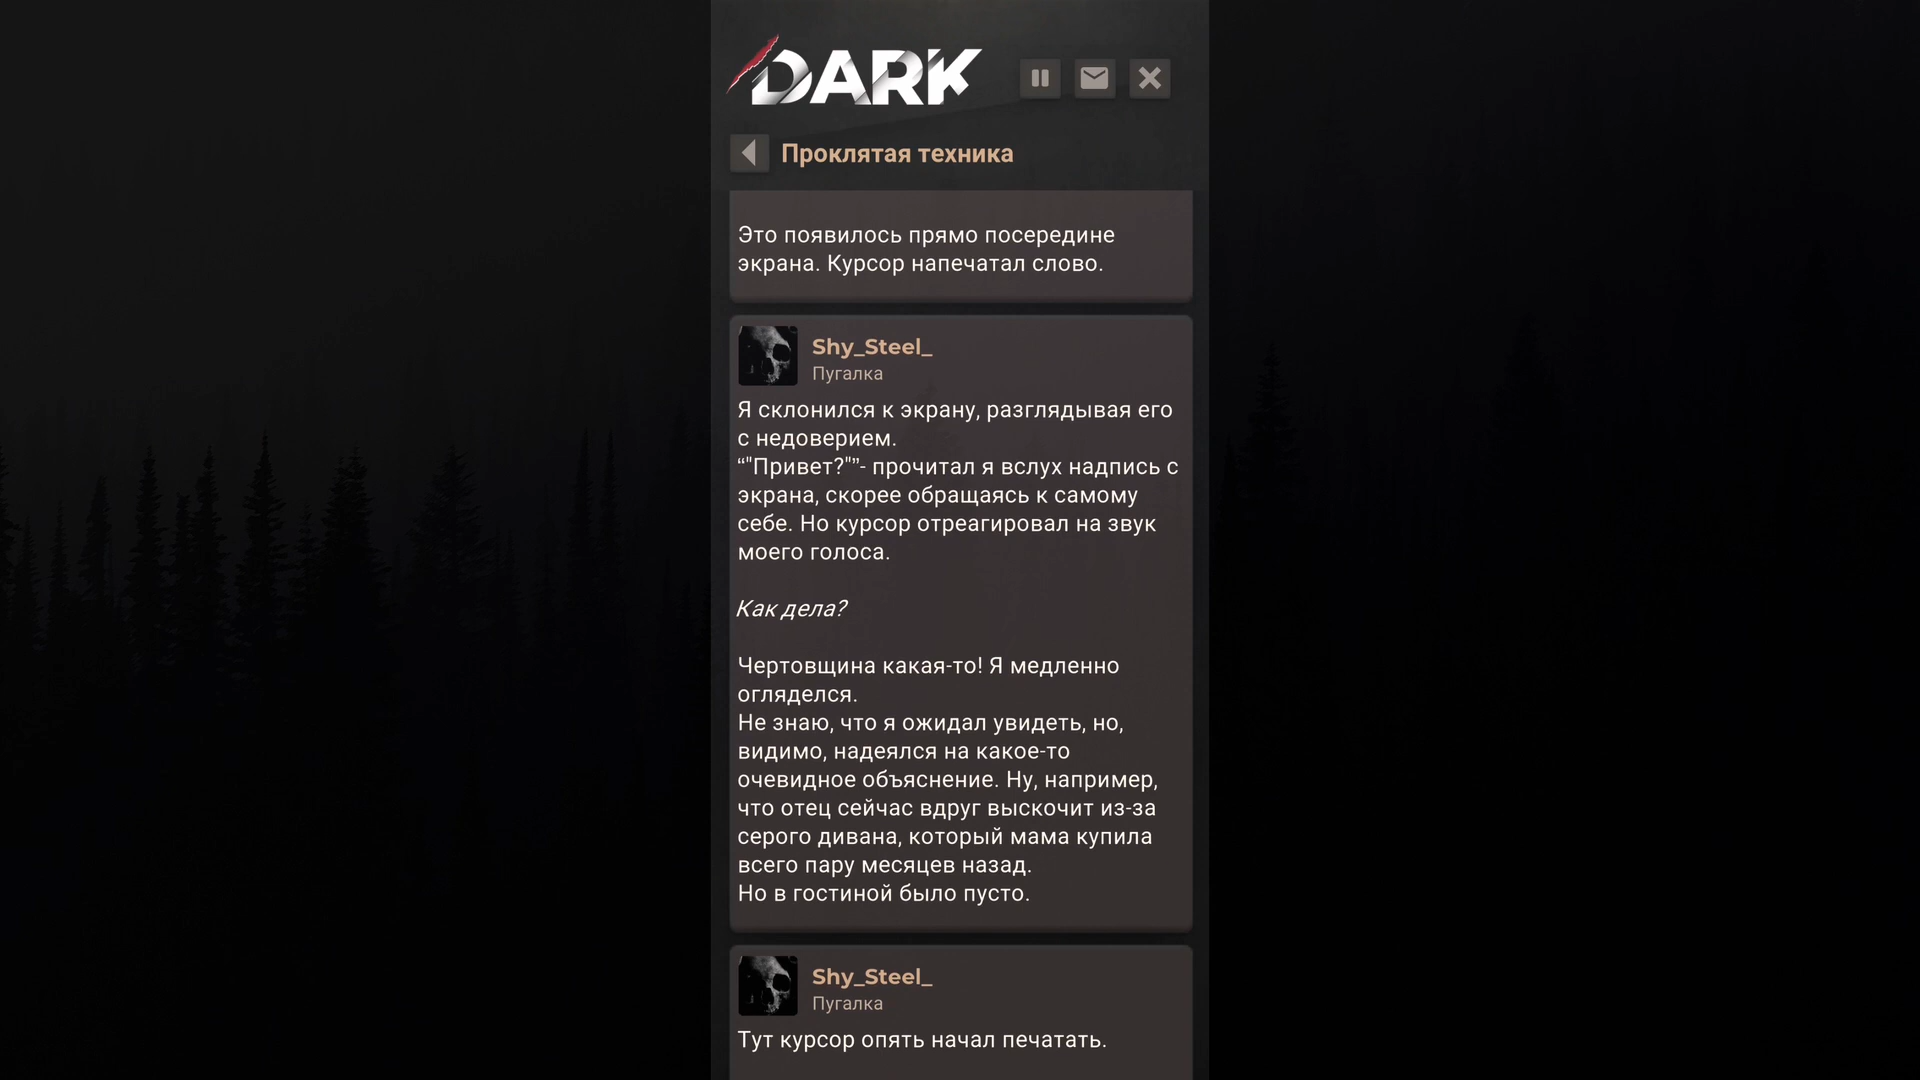 DARK
Проклятая техника
Это появилось прямо посередине
экрана. Курсор напечатал слово.
Shy_Steel_
Пугалка
Я склонился к экрану, разглядывая его
с недоверием.
“"Привет?"”- прочитал я вслух надпись с
экрана, скорее обращаясь к самому
себе. Но курсор отреагировал на звук
моего голоса.
Как дела?
Чертовщина какая-то! Я медленно
огляделся.
Не знаю, что я ожидал увидеть, но,
видимо, надеялся на какое-то
очевидное объяснение. Ну, например,
что отец сейчас вдруг выскочит из-за
серого дивана, который мама купила
всего пару месяцев назад.
Но в гостиной было пусто.
Shy_Steel_
Пугалка
Тут курсор опять начал печатать.